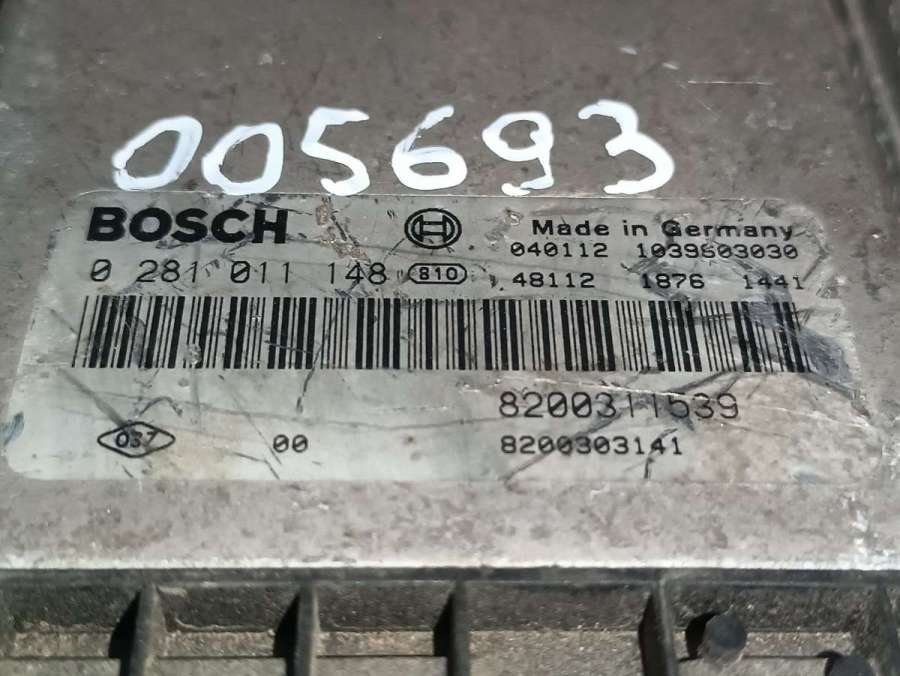 005693
BOSCH
Made in Germany
040112 1039S03030
0 281 011 148 810
48112 1876 1441
8200311539
037 00
8200303141